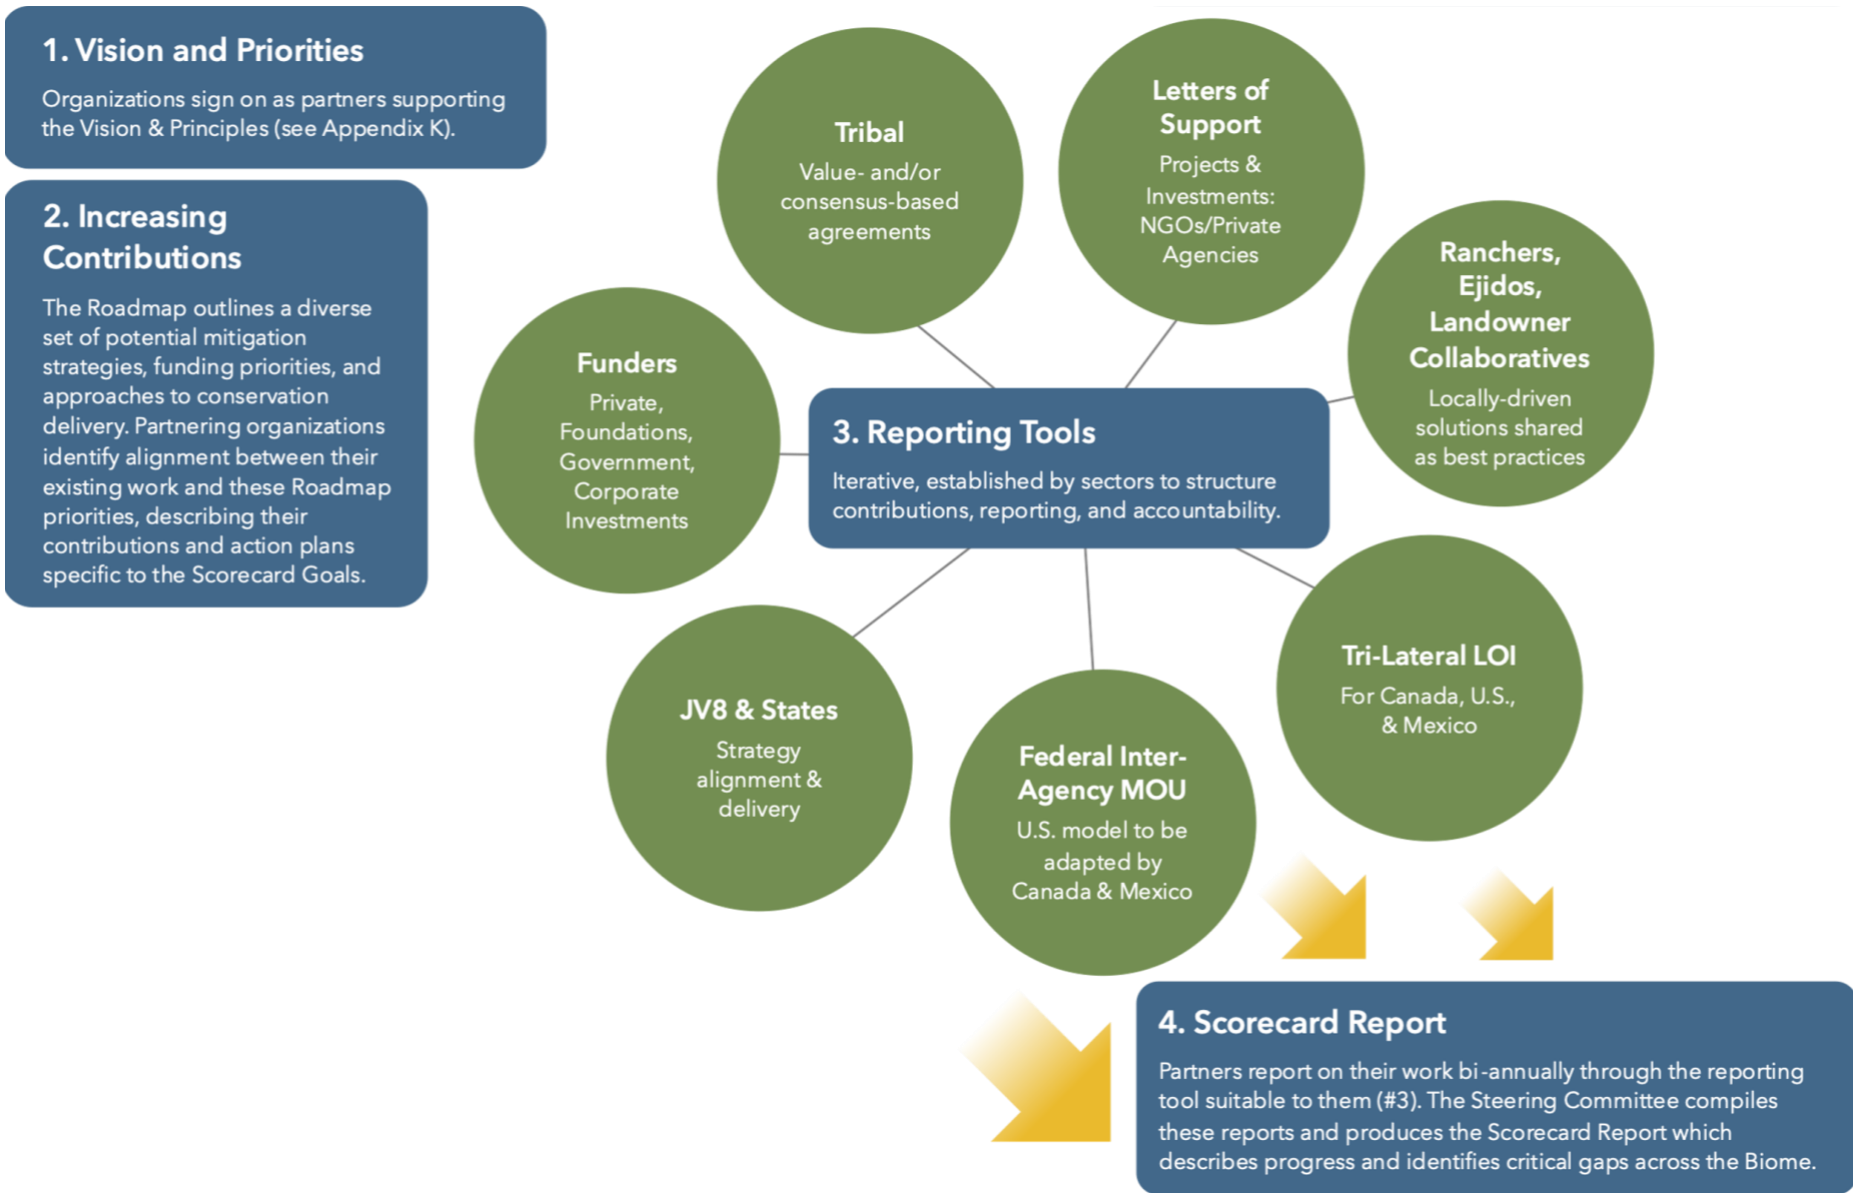 1. Vision and Priorities
Organizations sign on as partners supporting
the Vision & Principles (see Appendix K).
2. Increasing
Contributions
The Roadmap outlines a diverse
set of potential mitigation
strategies, funding priorities, and
approaches to conservation
delivery. Partnering organizations
identify alignment between their
existing work and these Roadmap
priorities, describing their
contributions and action plans
specific to the Scorecard Goals.
Tribal
Value- and/or
consensus-based
agreements
Letters of
Support
Projects &
Investments:
NGOs/Private
Agencies
Ranchers,
Ejidos,
Landowner
Collaboratives
Locally-driven
solutions shared
as best practices
Funders
Private,
Foundations,
Government,
Corporate
Investments
3. Reporting Tools
Iterative, established by sectors to structure
contributions, reporting, and accountability.
JV8 & States
Strategy
alignment &
delivery
Federal Inter-
Agency MOU
U.S. model to be
adapted by
Canada & Mexico
Tri-Lateral LOI
For Canada, U.S.,
& Mexico
4. Scorecard Report
Partners report on their work bi-annually through the reporting
tool suitable to them (#3). The Steering Committee compiles
these reports and produces the Scorecard Report which
describes progress and identifies critical gaps across the Biome.